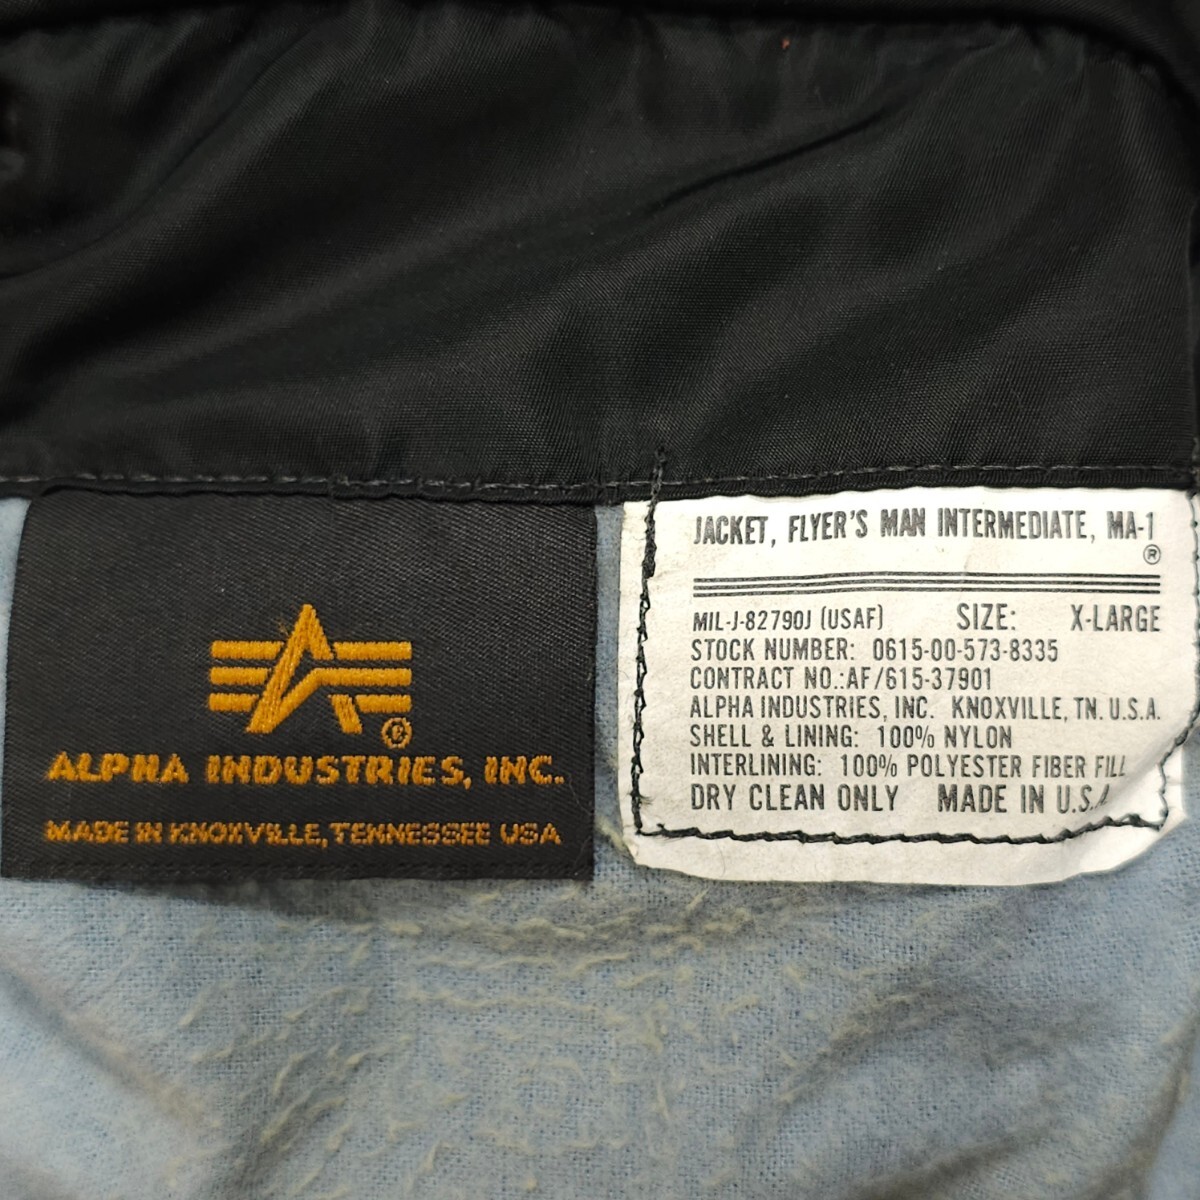 ®
ALPHA INDUSTRIES, INC.
MADE IN KNOXVILLE, TENNESSEE USA
JACKET, FLYER'S MAN INTERMEDIATE, MA-1
®
MIL-J-82790J (USAF) SIZE: X-LARGE
STOCK NUMBER: 0615-00-573-8335
CONTRACT NO.:AF/615-37901
ALPHA INDUSTRIES, INC. KNOXVILLE, TN. U.S.A.
SHELL & LINING: 100% NYLON
INTERLINING: 100% POLYESTER FIBER FILL
DRY CLEAN ONLY MADE IN U.S.A